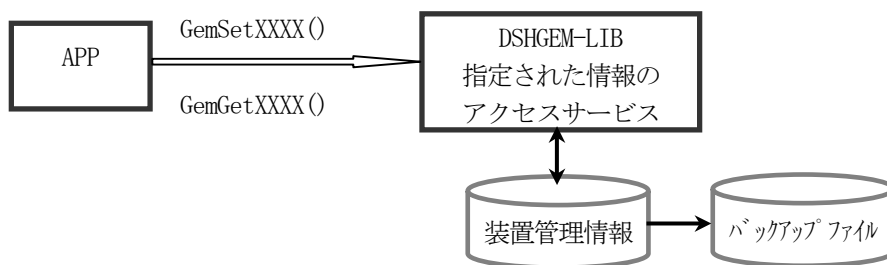 GemSetXXXX()
APP
GemGetXXXX()
DSHGEM-LIB
指定された情報の
アクセスサービス
装置管理情報
バックアップファイル